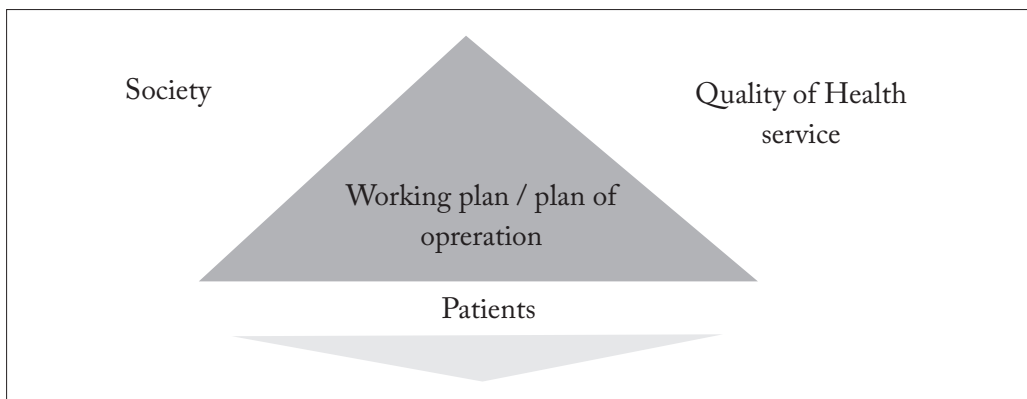 Society
Quality of Health
service
Working plan / plan of
opreration
Patients